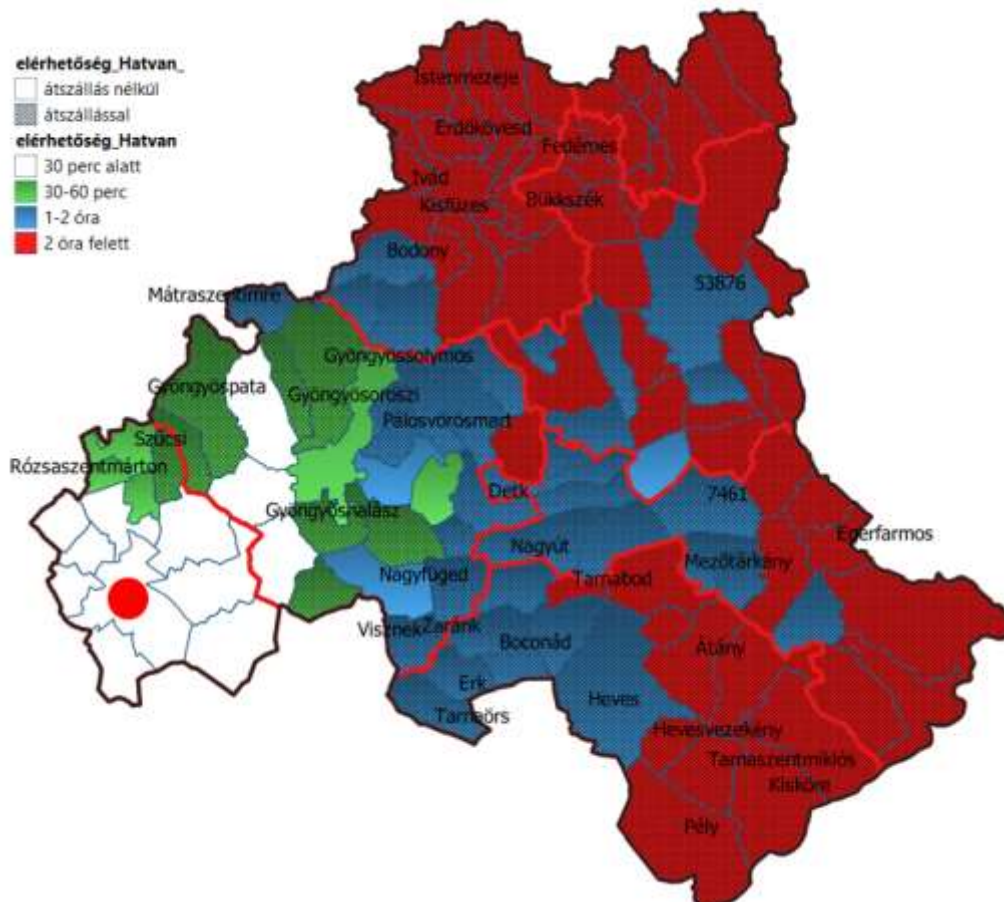 elérhetőség_Hatvan_
átszállás nélkül
átszállással
elérhetőség_Hatvan
30 perc alatt
30-60 perc
1-2 óra
2 óra felett
Istenmezeje
Erdőkövesd
Fedémes
Ivád
Kisfüzes
Bükkszék
Bodony
53876
Mátraszentimre
Gyöngyössolymos
Gyöngyöspata
Gyöngyösoroszi
Pálosvörösmart
Szűcsi
Rózsaszentmárton
Detk
7461
Gyöngyöshalász
Egerfarmos
Nagyút
Mezőtárkány
Nagyfüged
Tarnabod
Visznek
Zaránk
Boconád
Átány
Erk
Heves
Tarnaörs
Hevesvezekény
Tarnaszentmiklós
Kisköre
Pély